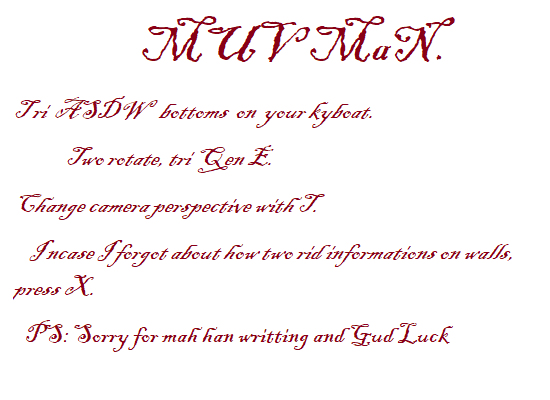 MUV MaN.
Tri ASDW bottoms on your kyboat.
Two rotate, tri Q en E.
Change camera perspective with T.
Incase I forgot about how two rid informations on walls,
press X.
PS: Sorry for mah han writting and Gud Luck